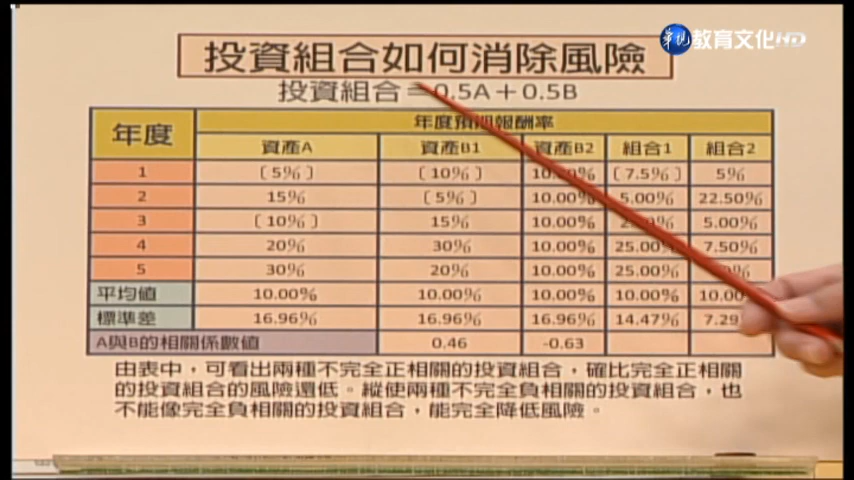 華視 教育文化HD
投資組合如何消除風險
投資組合＝0.5A＋0.5B
年度 年度預期報酬率
資產A 資產B1 資產B2 組合1 組合2
1 〔5%〕 〔10%〕 〔7.5%〕 5%
2 15% 〔5%〕 10.00% 5.00% 22.50%
3 〔10%〕 15% 10.00% 5.00%
4 20% 30% 10.00% 25.00% 7.50%
5 30% 20% 10.00% 25.00%
平均值 10.00% 10.00% 10.00% 10.00%
標準差 16.96% 16.96% 16.96% 14.47%
A與B的相關係數值 0.46 -0.63
由表中，可看出兩種不完全正相關的投資組合，確比完全正相關
的投資組合的風險還低。縱使兩種不完全負相關的投資組合，也
不能像完全負相關的投資組合，能完全降低風險。